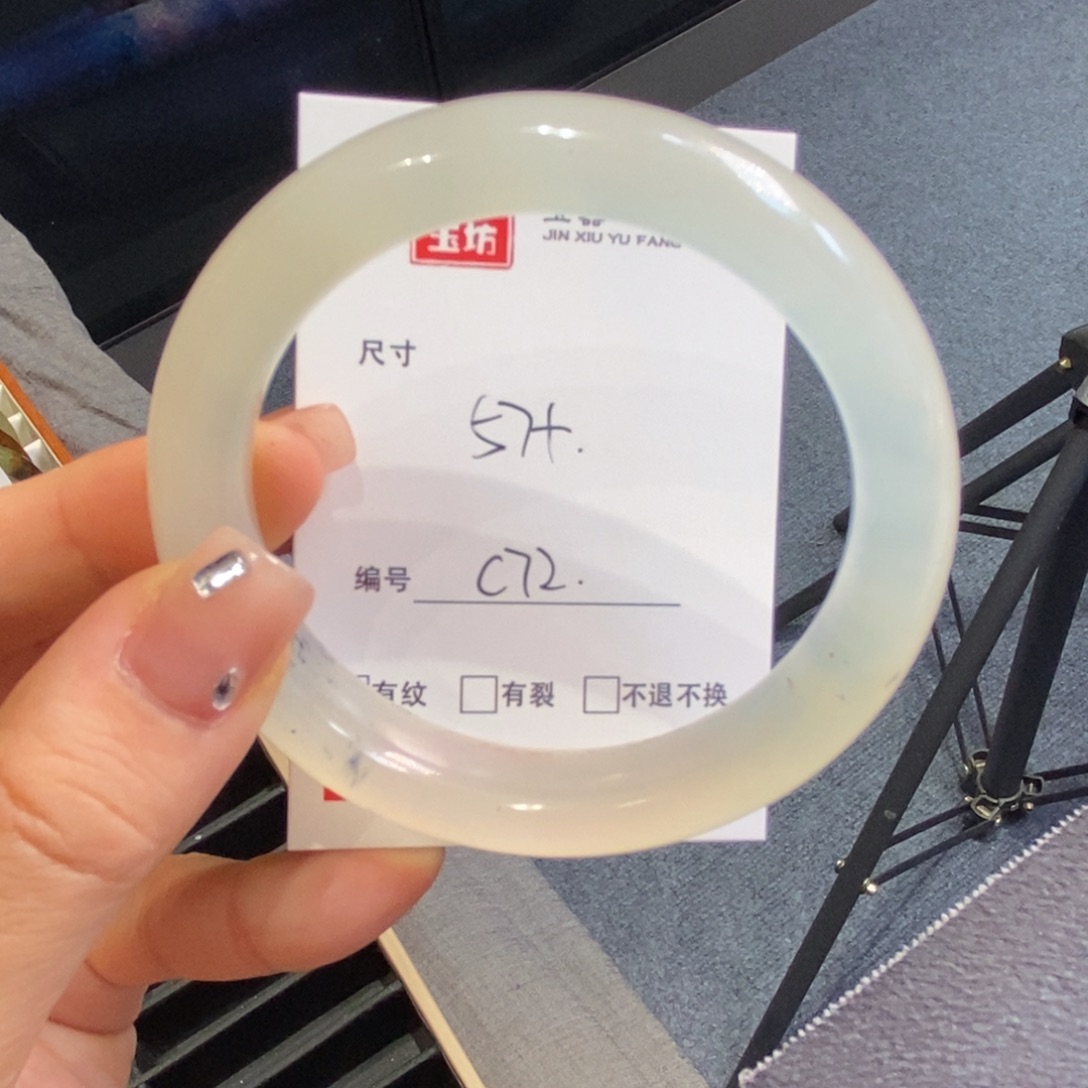 玉坊
JIN XIU YU FANG
尺寸
57+.
编号 C72.
有纹 □有裂 □不退不换